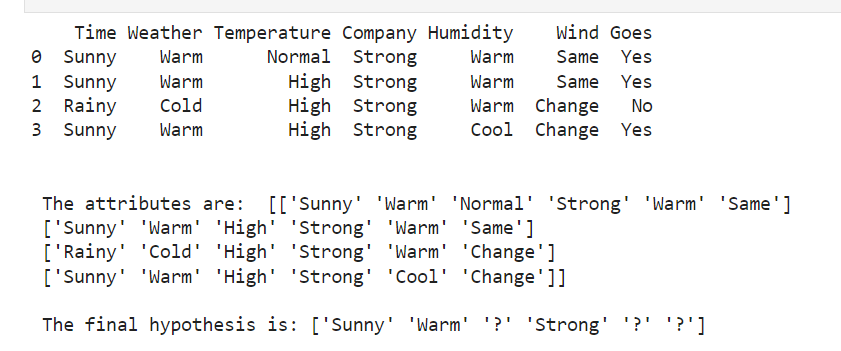 Time Weather Temperature Company Humidity Wind Goes
0 Sunny Warm Normal Strong Warm Same Yes
1 Sunny Warm High Strong Warm Same Yes
2 Rainy Cold High Strong Warm Change No
3 Sunny Warm High Strong Cool Change Yes
The attributes are:  [['Sunny' 'Warm' 'Normal' 'Strong' 'Warm' 'Same']
['Sunny' 'Warm' 'High' 'Strong' 'Warm' 'Same']
['Rainy' 'Cold' 'High' 'Strong' 'Warm' 'Change']
['Sunny' 'Warm' 'High' 'Strong' 'Cool' 'Change']]
The final hypothesis is: ['Sunny' 'Warm' '?' 'Strong' '?' '?']